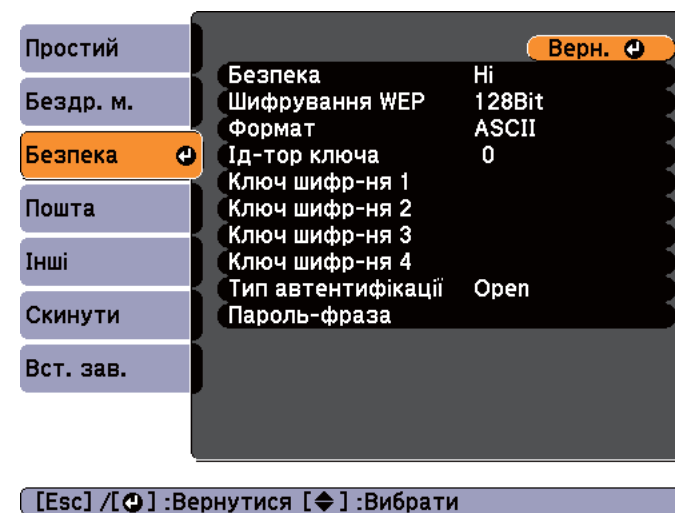 Простий
Бездр. м.
Безпека
Пошта
Інші
Скинути
Вст. зав.
Верн.
Безпека Ні
Шифрування WEP 128Bit
Формат ASCII
Ід-тор ключа 0
Ключ шифр-ня 1
Ключ шифр-ня 2
Ключ шифр-ня 3
Ключ шифр-ня 4
Тип автентифікації Open
Пароль-фраза
[Esc] /[ ] :Вернутися [ ] :Вибрати